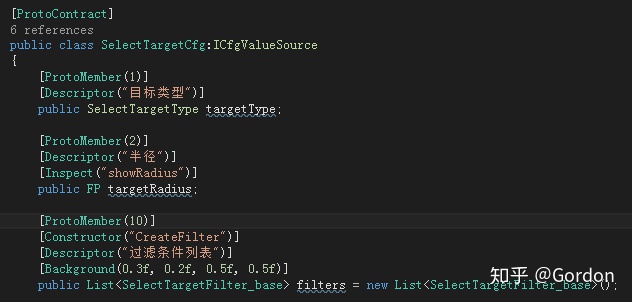 [ProtoContract]
6 references
public class SelectTargetCfg:ICfgValueSource
{
[ProtoMember(1)]
[Descriptor("目标类型")]
public SelectTargetType targetType;
[ProtoMember(2)]
[Descriptor("半径")]
[Inspect("showRadius")]
public FP targetRadius;
[ProtoMember(10)]
[Constructor("CreateFilter")]
[Descriptor("过滤条件列表")]
[Background(0.3f, 0.2f, 0.5f, 0.5f)]
public List<SelectTargetFilter_base> filters = new List<SelectTargetFilter_base>();
知乎 @Gordon